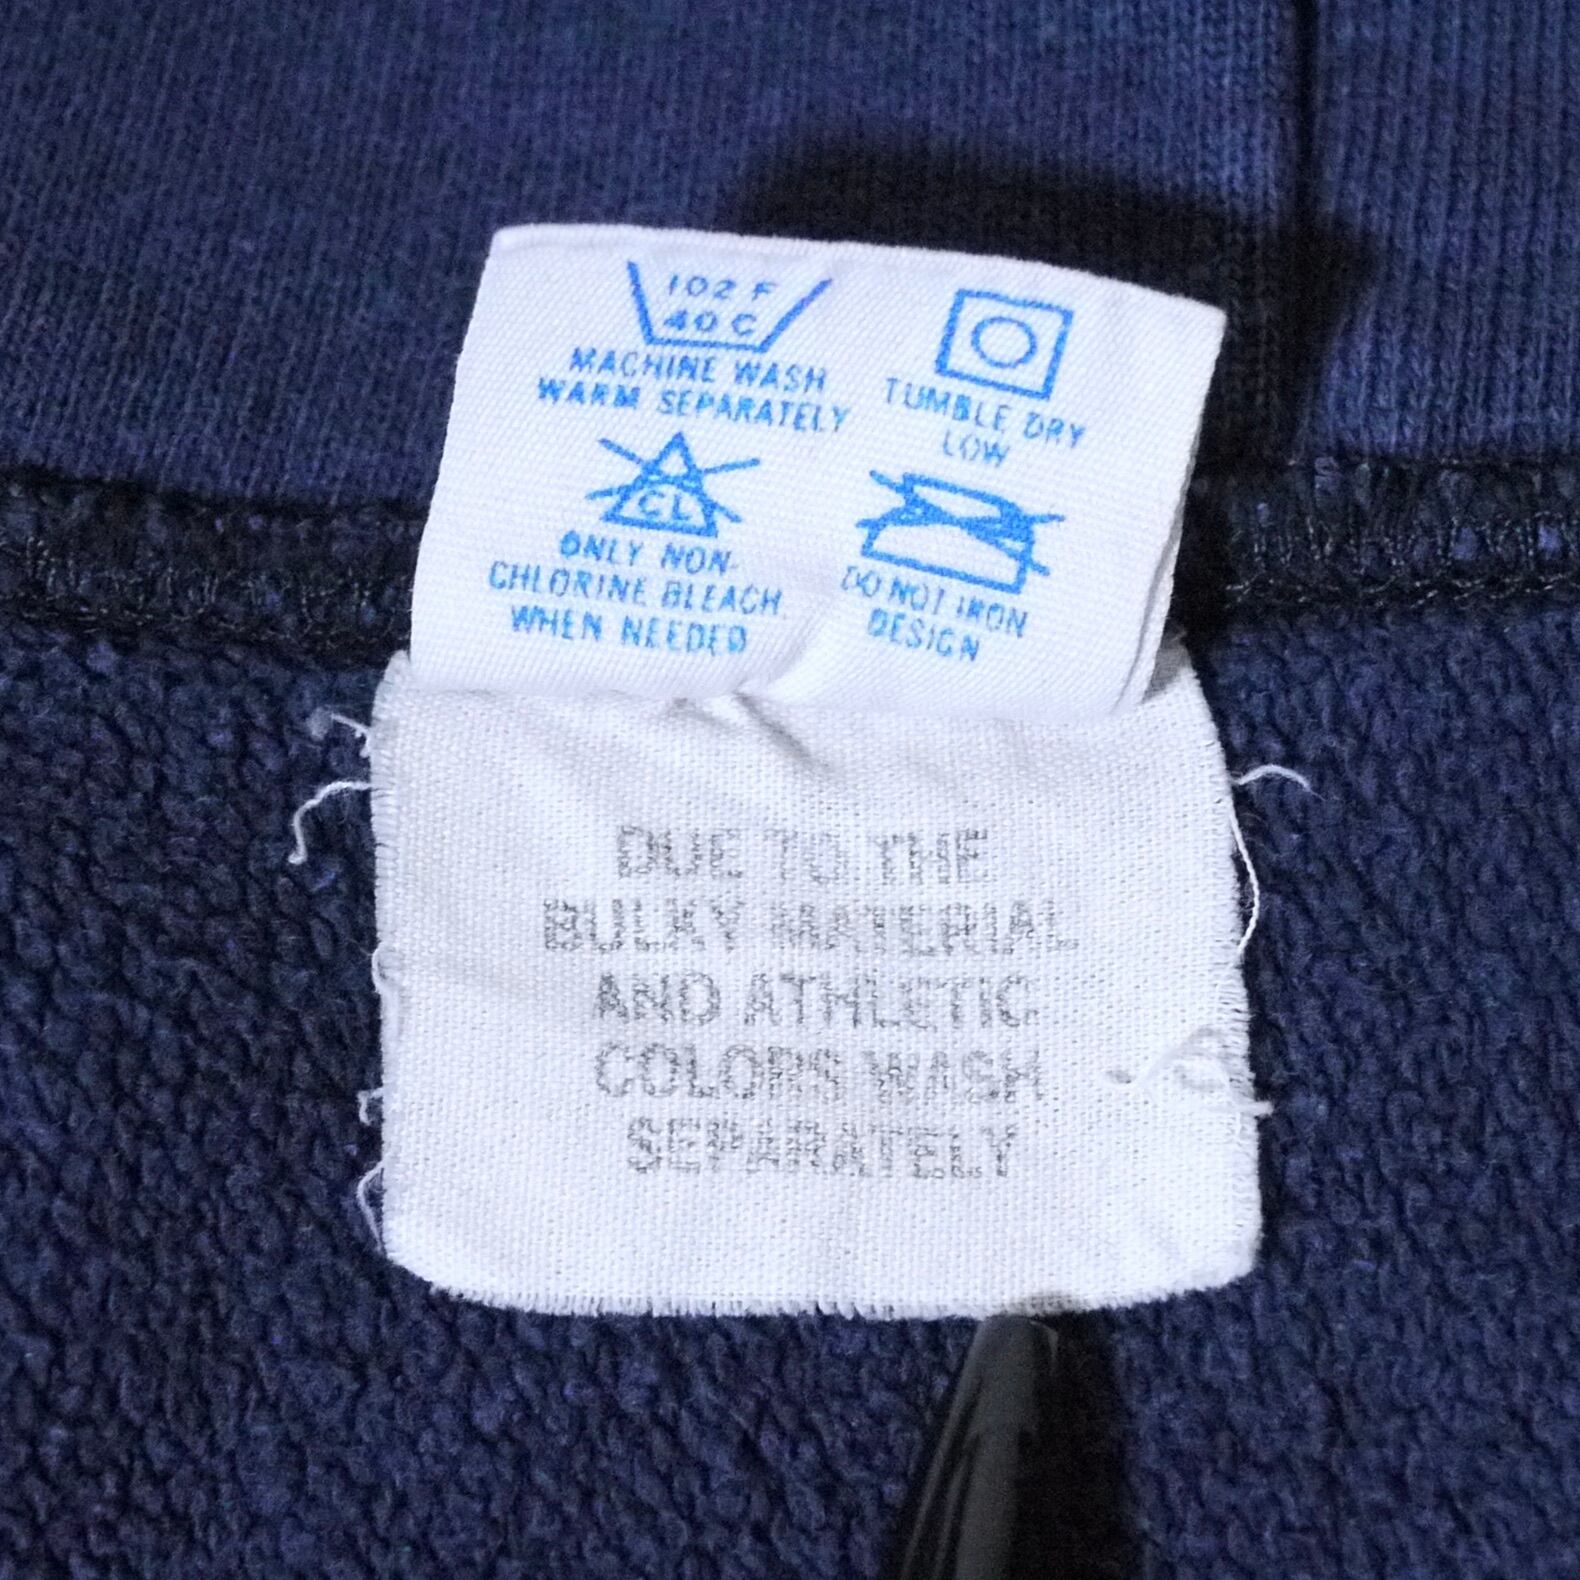 102 F
40 C
MACHINE WASH
WARM SEPARATELY
TUMBLE DRY
LOW
CL
ONLY NON-
CHLORINE BLEACH
WHEN NEEDED
DO NOT IRON
DESIGN
DUE TO THE
BULKY MATERIAL
AND ATHLETIC
COLORS WASH
SEPARATELY